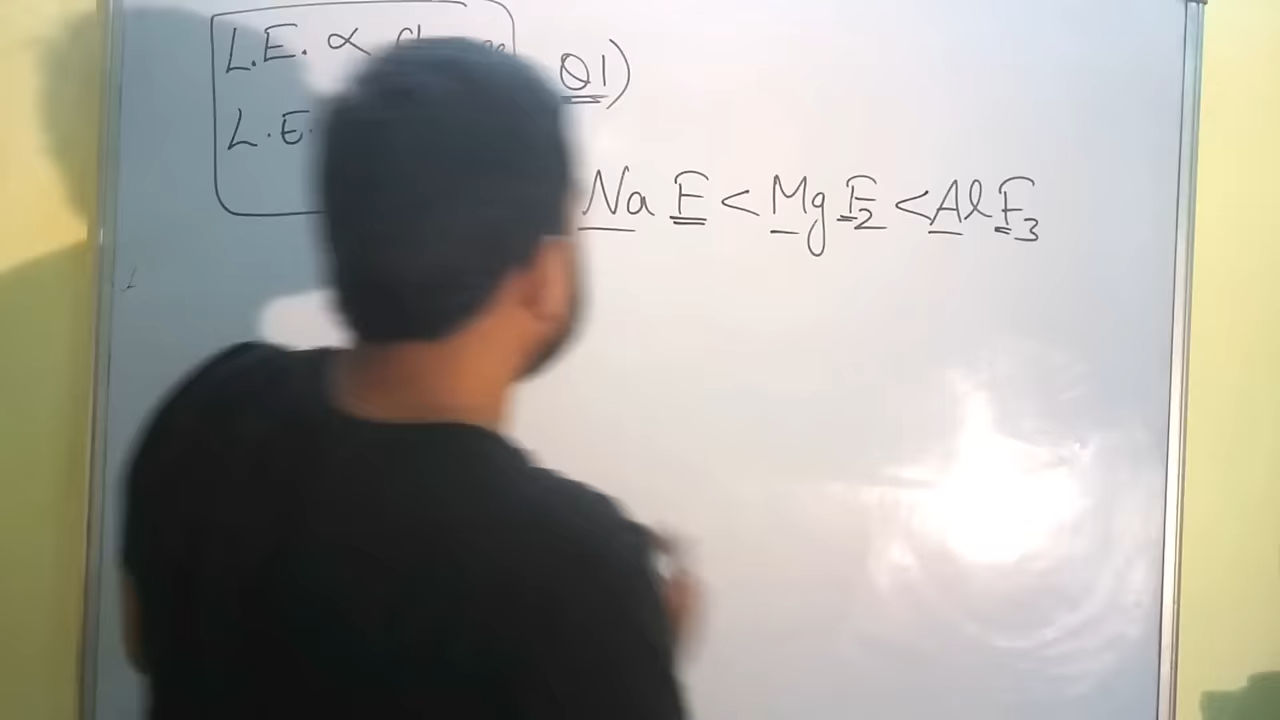 L.E. ∝
L.E.
Q1)
NaF < MgF₂ < AlF₃